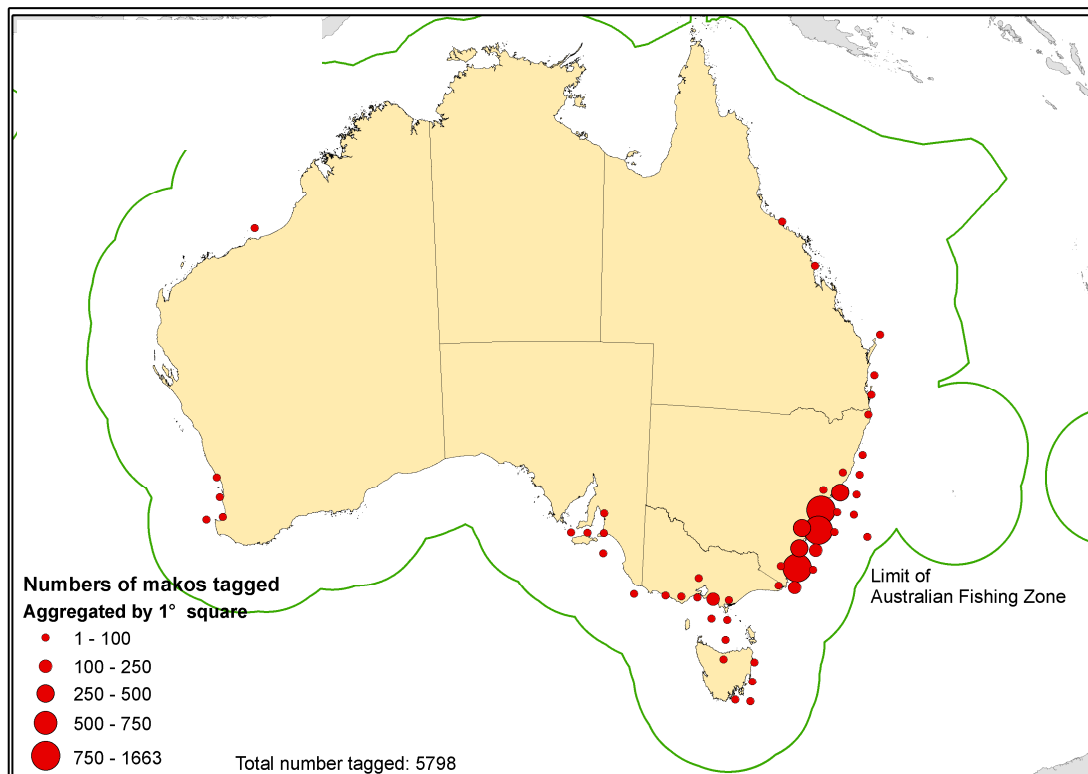 Limit of
Australian Fishing Zone
Numbers of makos tagged
Aggregated by 1° square
1 - 100
100 - 250
250 - 500
500 - 750
750 - 1663
Total number tagged: 5798